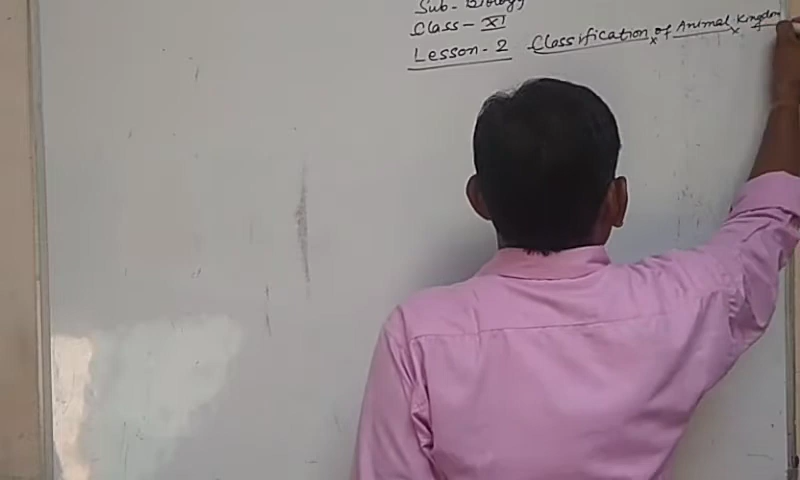 Sub- Biology
Class- XI
Lesson-2 Classification of Animal Kingdom